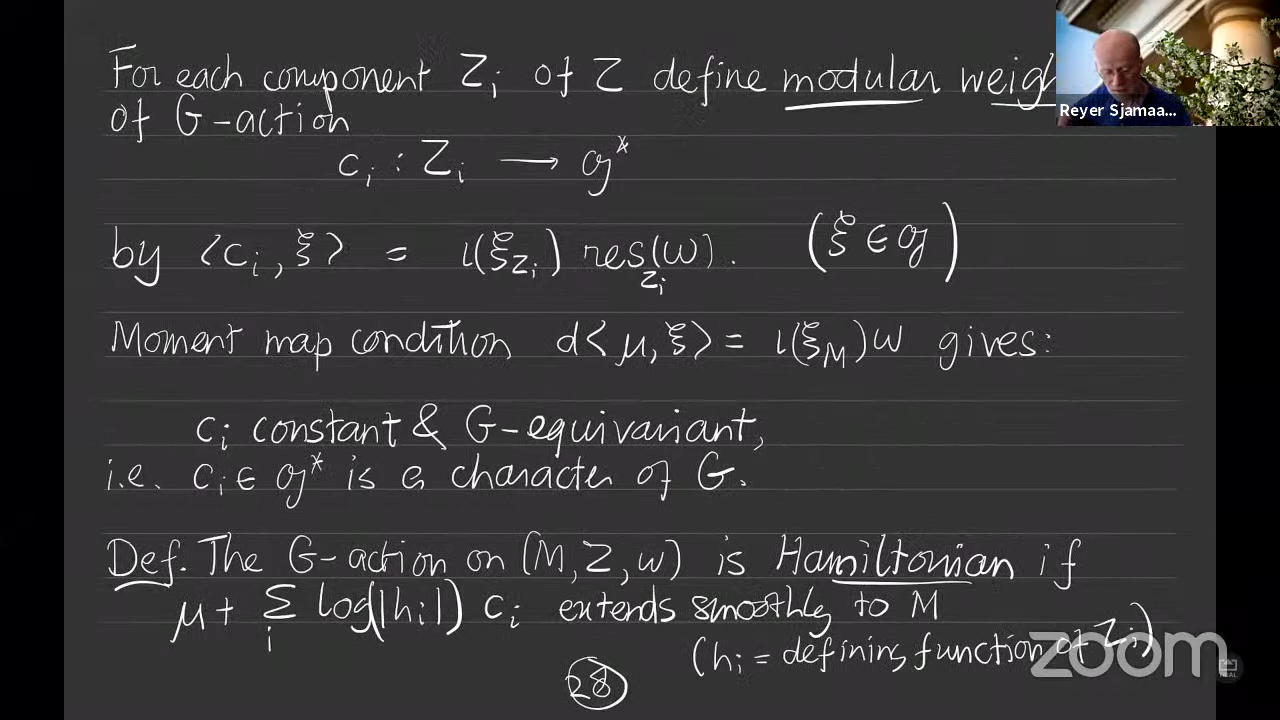 For each component Z_i of Z define modular weigh
of G-action
c_i : Z_i ⟶ 𝔤*
by ⟨c_i, ξ⟩ = ι(ξ_{Z_i}) res_{Z_i}(ω). (ξ ∈ 𝔤)
Moment map condition d⟨μ, ξ⟩ = ι(ξ_M)ω gives:
c_i constant & G-equivariant,
i.e. c_i ∈ 𝔤* is a character of G.
Def. The G-action on (M, Z, ω) is Hamiltonian if
μ + Σ_i log(|h_i|) c_i extends smoothly to M
(h_i = defining function of Z_i)
28
Reyer Sjamaa...
zoom